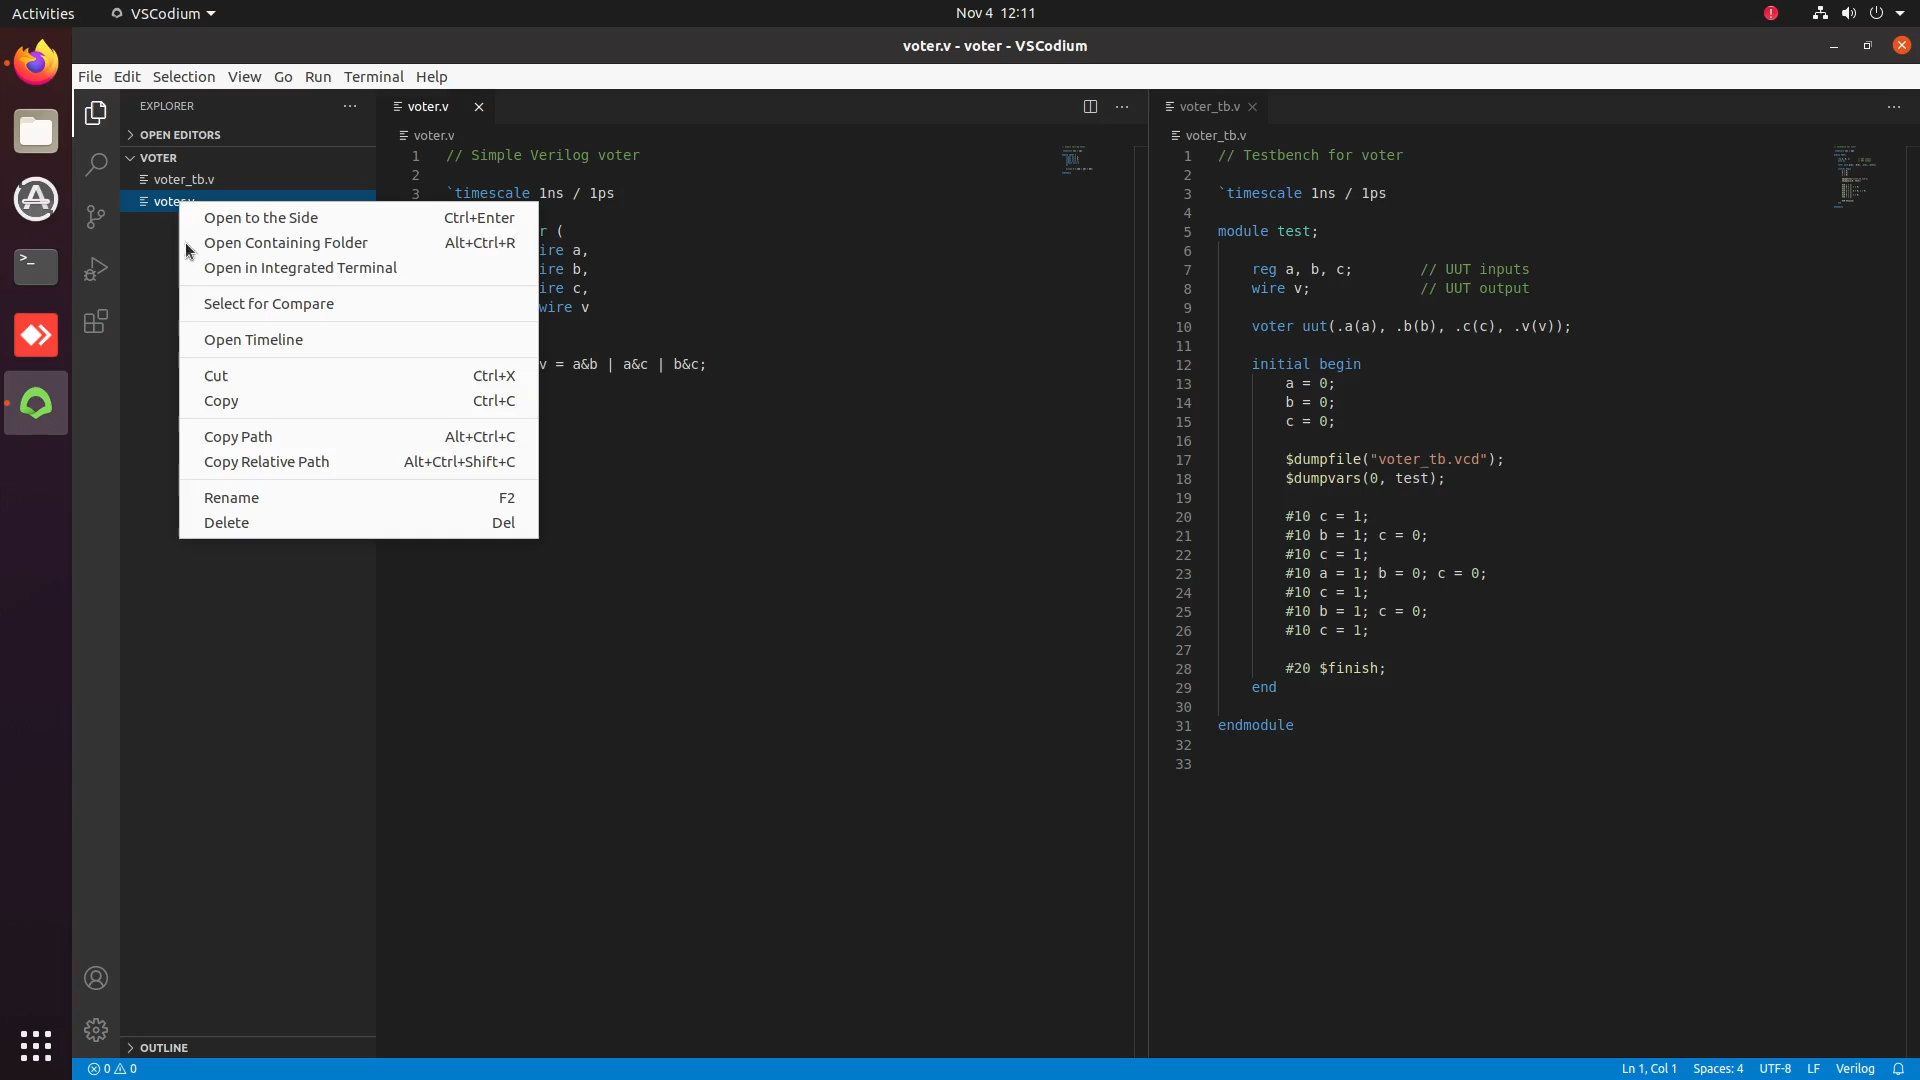 Activities
VSCodium
Nov 4 12:11
voter.v - voter - VSCodium
File Edit Selection View Go Run Terminal Help
EXPLORER
OPEN EDITORS
VOTER
voter_tb.v
voter.v
Open to the Side Ctrl+Enter
Open Containing Folder Alt+Ctrl+R
Open in Integrated Terminal
Select for Compare
Open Timeline
Cut Ctrl+X
Copy Ctrl+C
Copy Path Alt+Ctrl+C
Copy Relative Path Alt+Ctrl+Shift+C
Rename F2
Delete Del
OUTLINE
voter.v
voter.v
1 // Simple Verilog voter
2
3 `timescale 1ns / 1ps
r (
ire a,
ire b,
ire c,
wire v
v = a&b | a&c | b&c;
voter_tb.v
voter_tb.v
1 // Testbench for voter
2
3 `timescale 1ns / 1ps
4
5 module test;
6
7 reg a, b, c; // UUT inputs
8 wire v; // UUT output
9
10 voter uut(.a(a), .b(b), .c(c), .v(v));
11
12 initial begin
13 a = 0;
14 b = 0;
15 c = 0;
16
17 $dumpfile("voter_tb.vcd");
18 $dumpvars(0, test);
19
20 #10 c = 1;
21 #10 b = 1; c = 0;
22 #10 c = 1;
23 #10 a = 1; b = 0; c = 0;
24 #10 c = 1;
25 #10 b = 1; c = 0;
26 #10 c = 1;
27
28 #20 $finish;
29 end
30
31 endmodule
32
33
0 0
Ln 1, Col 1 Spaces: 4 UTF-8 LF Verilog